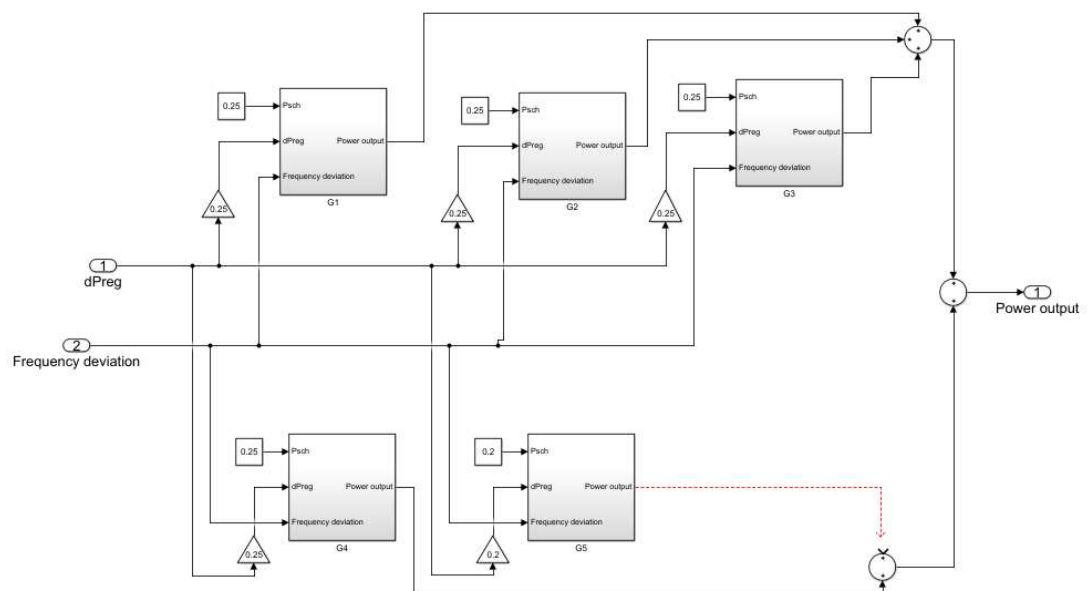 0.25
Psch
dPreg
Power output
Frequency deviation
G1
0.25
0.25
Psch
dPreg
Power output
Frequency deviation
G2
0.25
0.25
Psch
dPreg
Power output
Frequency deviation
G3
0.25
1
dPreg
2
Frequency deviation
1
Power output
0.25
Psch
dPreg
Power output
Frequency deviation
G4
0.25
0.2
Psch
dPreg
Power output
Frequency deviation
G5
0.2